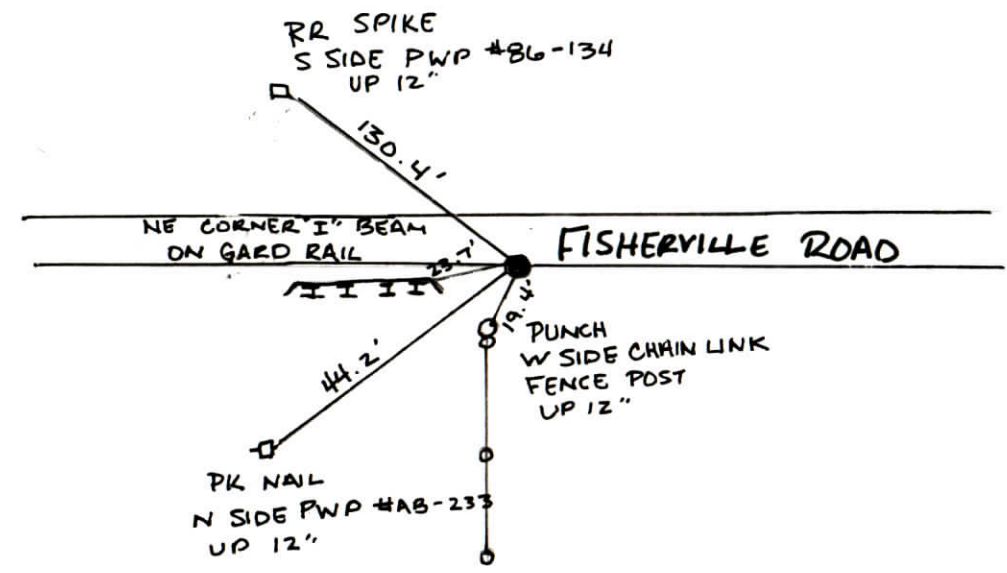 RR SPIKE
S SIDE PWP #86-134
UP 12"
130.4'
NE CORNER "I" BEAM
ON GARD RAIL
23.7'
FISHERVILLE ROAD
19.4'
PUNCH
W SIDE CHAIN LINK
FENCE POST
UP 12"
44.2'
PK NAIL
N SIDE PWP #AB-233
UP 12"